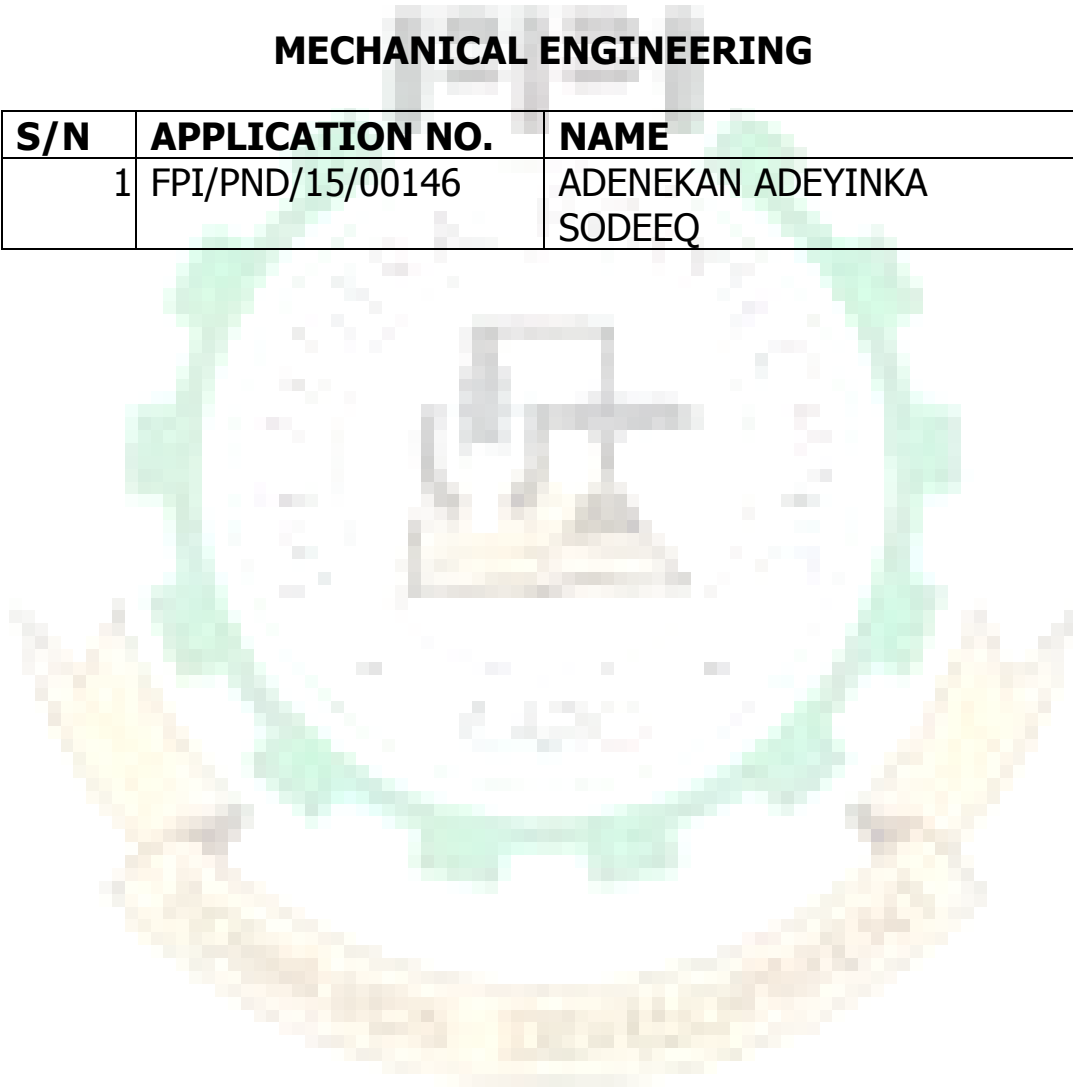 MECHANICAL ENGINEERING
S/N APPLICATION NO. NAME
1 FPI/PND/15/00146 ADENEKAN ADEYINKA
SODEEQ